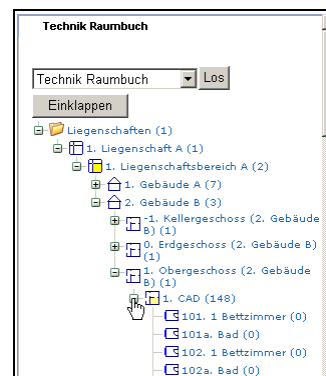 Technik Raumbuch
Technik Raumbuch
Los
Einklappen
Liegenschaften (1)
1. Liegenschaft A (1)
1. Liegenschaftsbereich A (2)
1. Gebäude A (7)
2. Gebäude B (3)
-1. Kellergeschoss (2. Gebäude
B) (1)
0. Erdgeschoss (2. Gebäude B)
(1)
1. Obergeschoss (2. Gebäude
B) (1)
1. CAD (148)
101. 1 Bettzimmer (0)
101a. Bad (0)
102. 1 Bettzimmer (0)
102a. Bad (0)